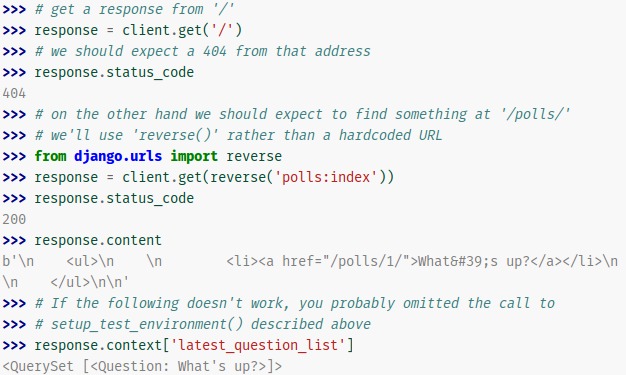 >>> # get a response from '/'
>>> response = client.get('/')
>>> # we should expect a 404 from that address
>>> response.status_code
404
>>> # on the other hand we should expect to find something at '/polls/'
>>> # we'll use 'reverse()' rather than a hardcoded URL
>>> from django.urls import reverse
>>> response = client.get(reverse('polls:index'))
>>> response.status_code
200
>>> response.content
b'\n    <ul>\n    \n        <li><a href="/polls/1/">What&#39;s up?</a></li>\n
\n    </ul>\n\n'
>>> # If the following doesn't work, you probably omitted the call to
>>> # setup_test_environment() described above
>>> response.context['latest_question_list']
<QuerySet [<Question: What's up?>]>